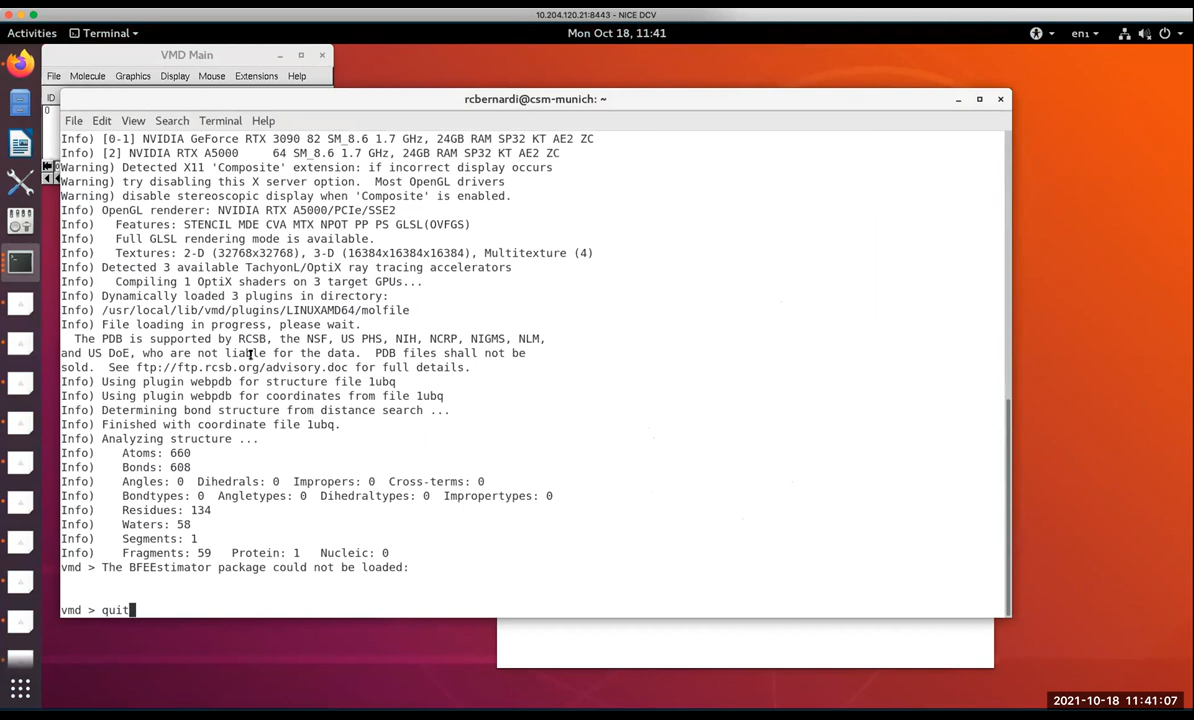 10.204.120.21:8443 - NICE DCV
Activities Terminal Mon Oct 18, 11:41 en₁
VMD Main
File Molecule Graphics Display Mouse Extensions Help
ID
0
rcbernardi@csm-munich: ~
File Edit View Search Terminal Help
Info) [0-1] NVIDIA GeForce RTX 3090 82 SM_8.6 1.7 GHz, 24GB RAM SP32 KT AE2 ZC
Info) [2] NVIDIA RTX A5000     64 SM_8.6 1.7 GHz, 24GB RAM SP32 KT AE2 ZC
Warning) Detected X11 'Composite' extension: if incorrect display occurs
Warning) try disabling this X server option.  Most OpenGL drivers
Warning) disable stereoscopic display when 'Composite' is enabled.
Info) OpenGL renderer: NVIDIA RTX A5000/PCIe/SSE2
Info)   Features: STENCIL MDE CVA MTX NPOT PP PS GLSL(OVFGS)
Info)   Full GLSL rendering mode is available.
Info)   Textures: 2-D (32768x32768), 3-D (16384x16384x16384), Multitexture (4)
Info) Detected 3 available TachyonL/OptiX ray tracing accelerators
Info)   Compiling 1 OptiX shaders on 3 target GPUs...
Info) Dynamically loaded 3 plugins in directory:
Info) /usr/local/lib/vmd/plugins/LINUXAMD64/molfile
Info) File loading in progress, please wait.
The PDB is supported by RCSB, the NSF, US PHS, NIH, NCRP, NIGMS, NLM,
and US DoE, who are not liable for the data.  PDB files shall not be
sold.  See ftp://ftp.rcsb.org/advisory.doc for full details.
Info) Using plugin webpdb for structure file 1ubq
Info) Using plugin webpdb for coordinates from file 1ubq
Info) Determining bond structure from distance search ...
Info) Finished with coordinate file 1ubq.
Info) Analyzing structure ...
Info)    Atoms: 660
Info)    Bonds: 608
Info)    Angles: 0  Dihedrals: 0  Impropers: 0  Cross-terms: 0
Info)    Bondtypes: 0  Angletypes: 0  Dihedraltypes: 0  Impropertypes: 0
Info)    Residues: 134
Info)    Waters: 58
Info)    Segments: 1
Info)    Fragments: 59   Protein: 1   Nucleic: 0
vmd > The BFEEstimator package could not be loaded:
vmd > quit
2021-10-18 11:41:07